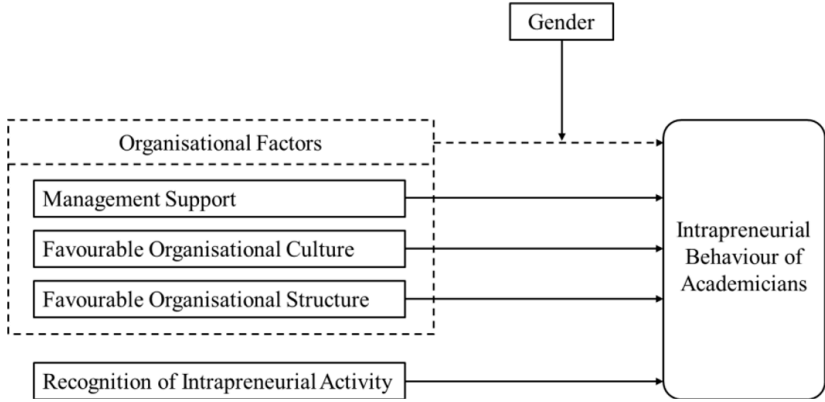 Gender
Organisational Factors
Management Support
Favourable Organisational Culture
Favourable Organisational Structure
Recognition of Intrapreneurial Activity
Intrapreneurial
Behaviour of
Academicians